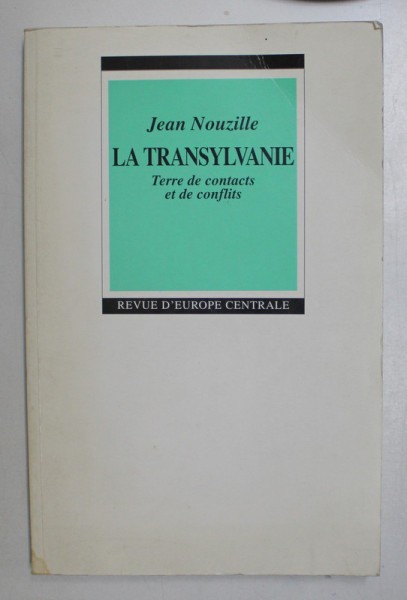 Jean Nouzille
LA TRANSYLVANIE
Terre de contacts
et de conflits
REVUE D'EUROPE CENTRALE